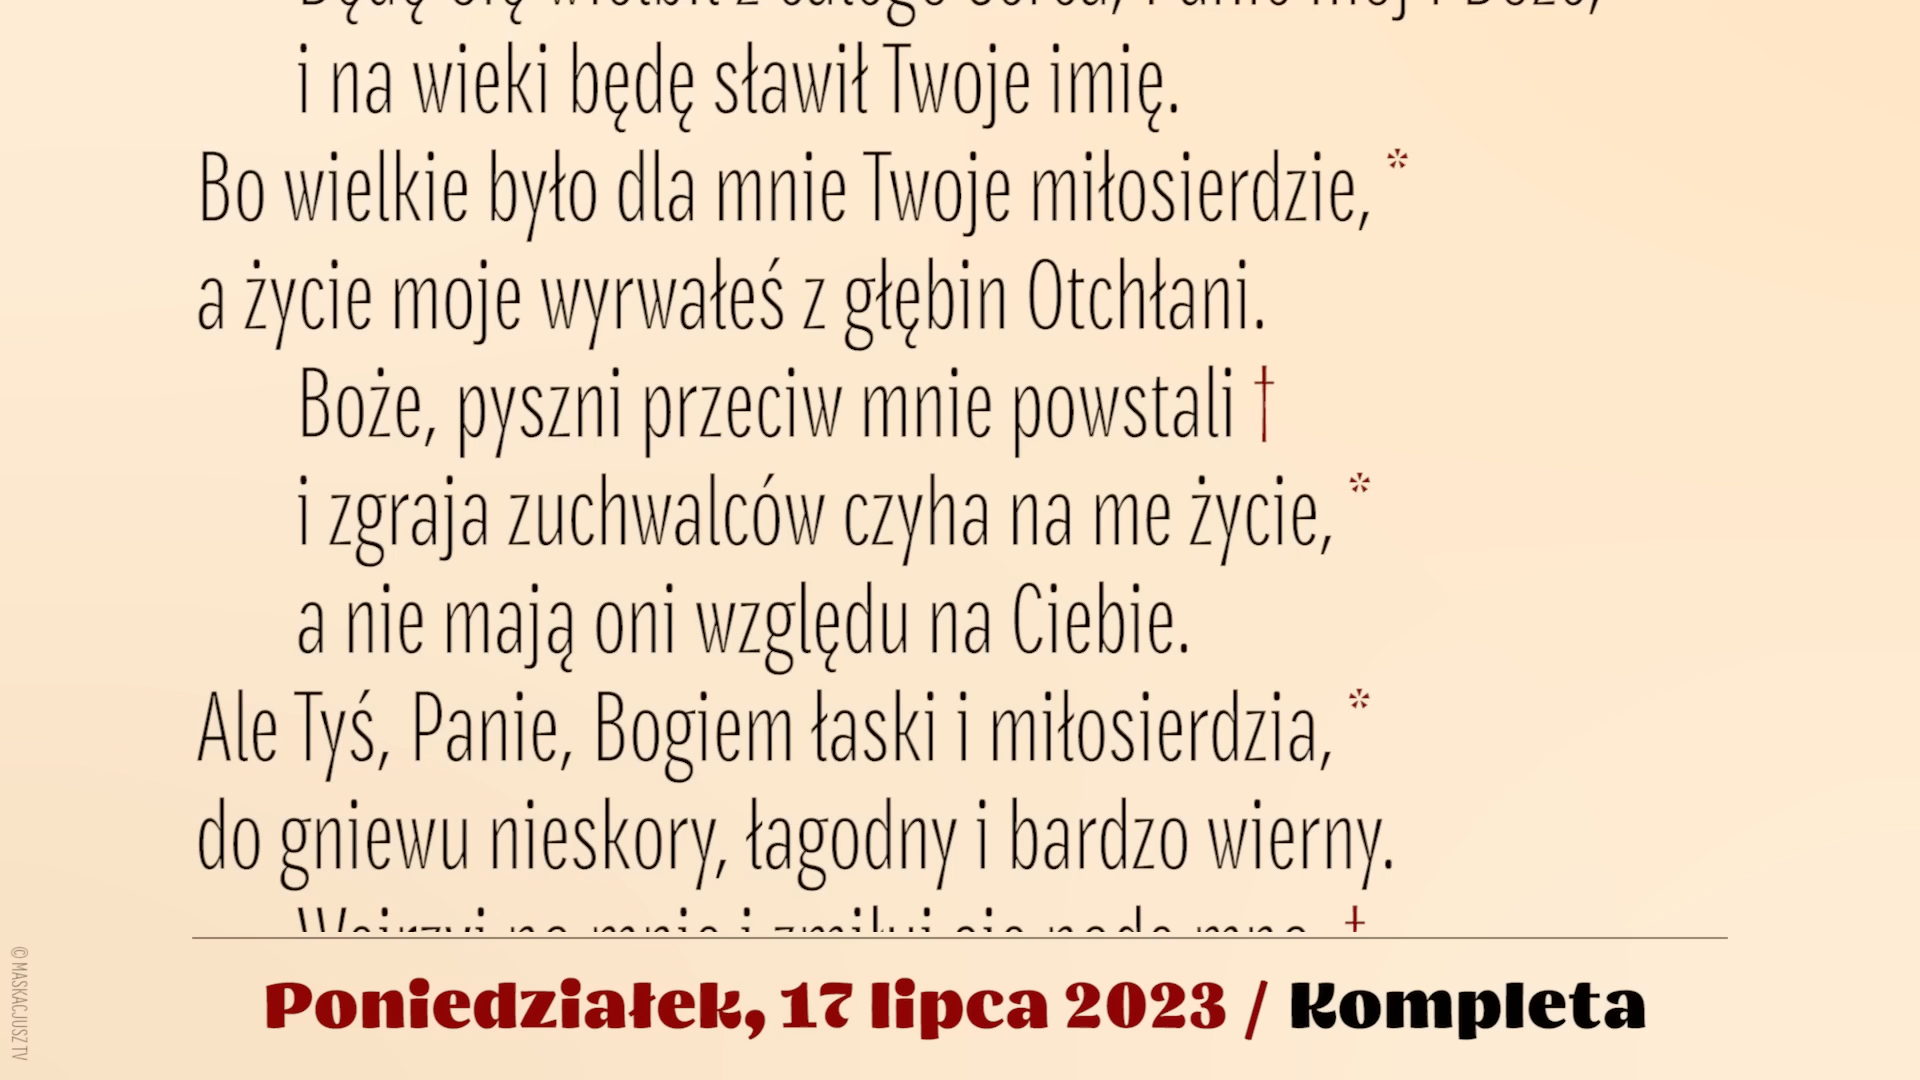 i na wieki będę sławił Twoje imię.
Bo wielkie było dla mnie Twoje miłosierdzie, *
a życie moje wyrwałeś z głębin Otchłani.
Boże, pyszni przeciw mnie powstali †
i zgraja zuchwalców czyha na me życie, *
a nie mają oni względu na Ciebie.
Ale Tyś, Panie, Bogiem łaski i miłosierdzia, *
do gniewu nieskory, łagodny i bardzo wierny.
Poniedziałek, 17 lipca 2023 / Kompleta
© MASKACJUSZ TV